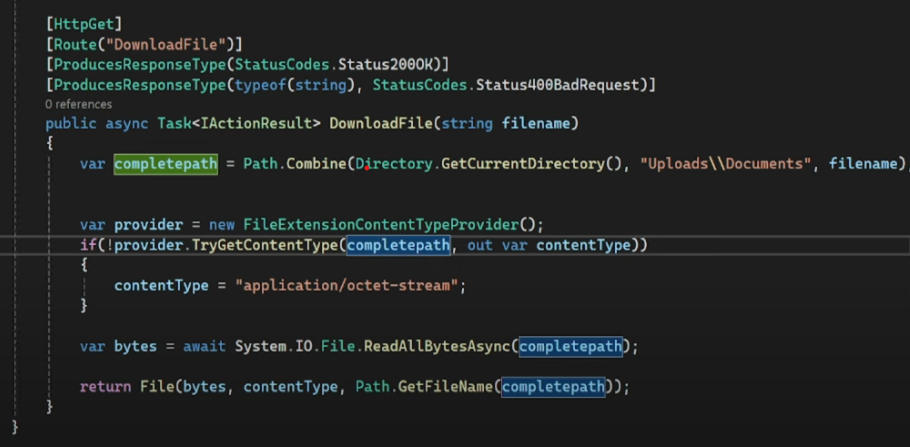 [HttpGet]
[Route("DownloadFile")]
[ProducesResponseType(StatusCodes.Status200OK)]
[ProducesResponseType(typeof(string), StatusCodes.Status400BadRequest)]
0 references
public async Task<IActionResult> DownloadFile(string filename)
{
var completepath = Path.Combine(Directory.GetCurrentDirectory(), "Uploads\\Documents", filename)
var provider = new FileExtensionContentTypeProvider();
if(!provider.TryGetContentType(completepath, out var contentType))
{
contentType = "application/octet-stream";
}
var bytes = await System.IO.File.ReadAllBytesAsync(completepath);
return File(bytes, contentType, Path.GetFileName(completepath));
}
}